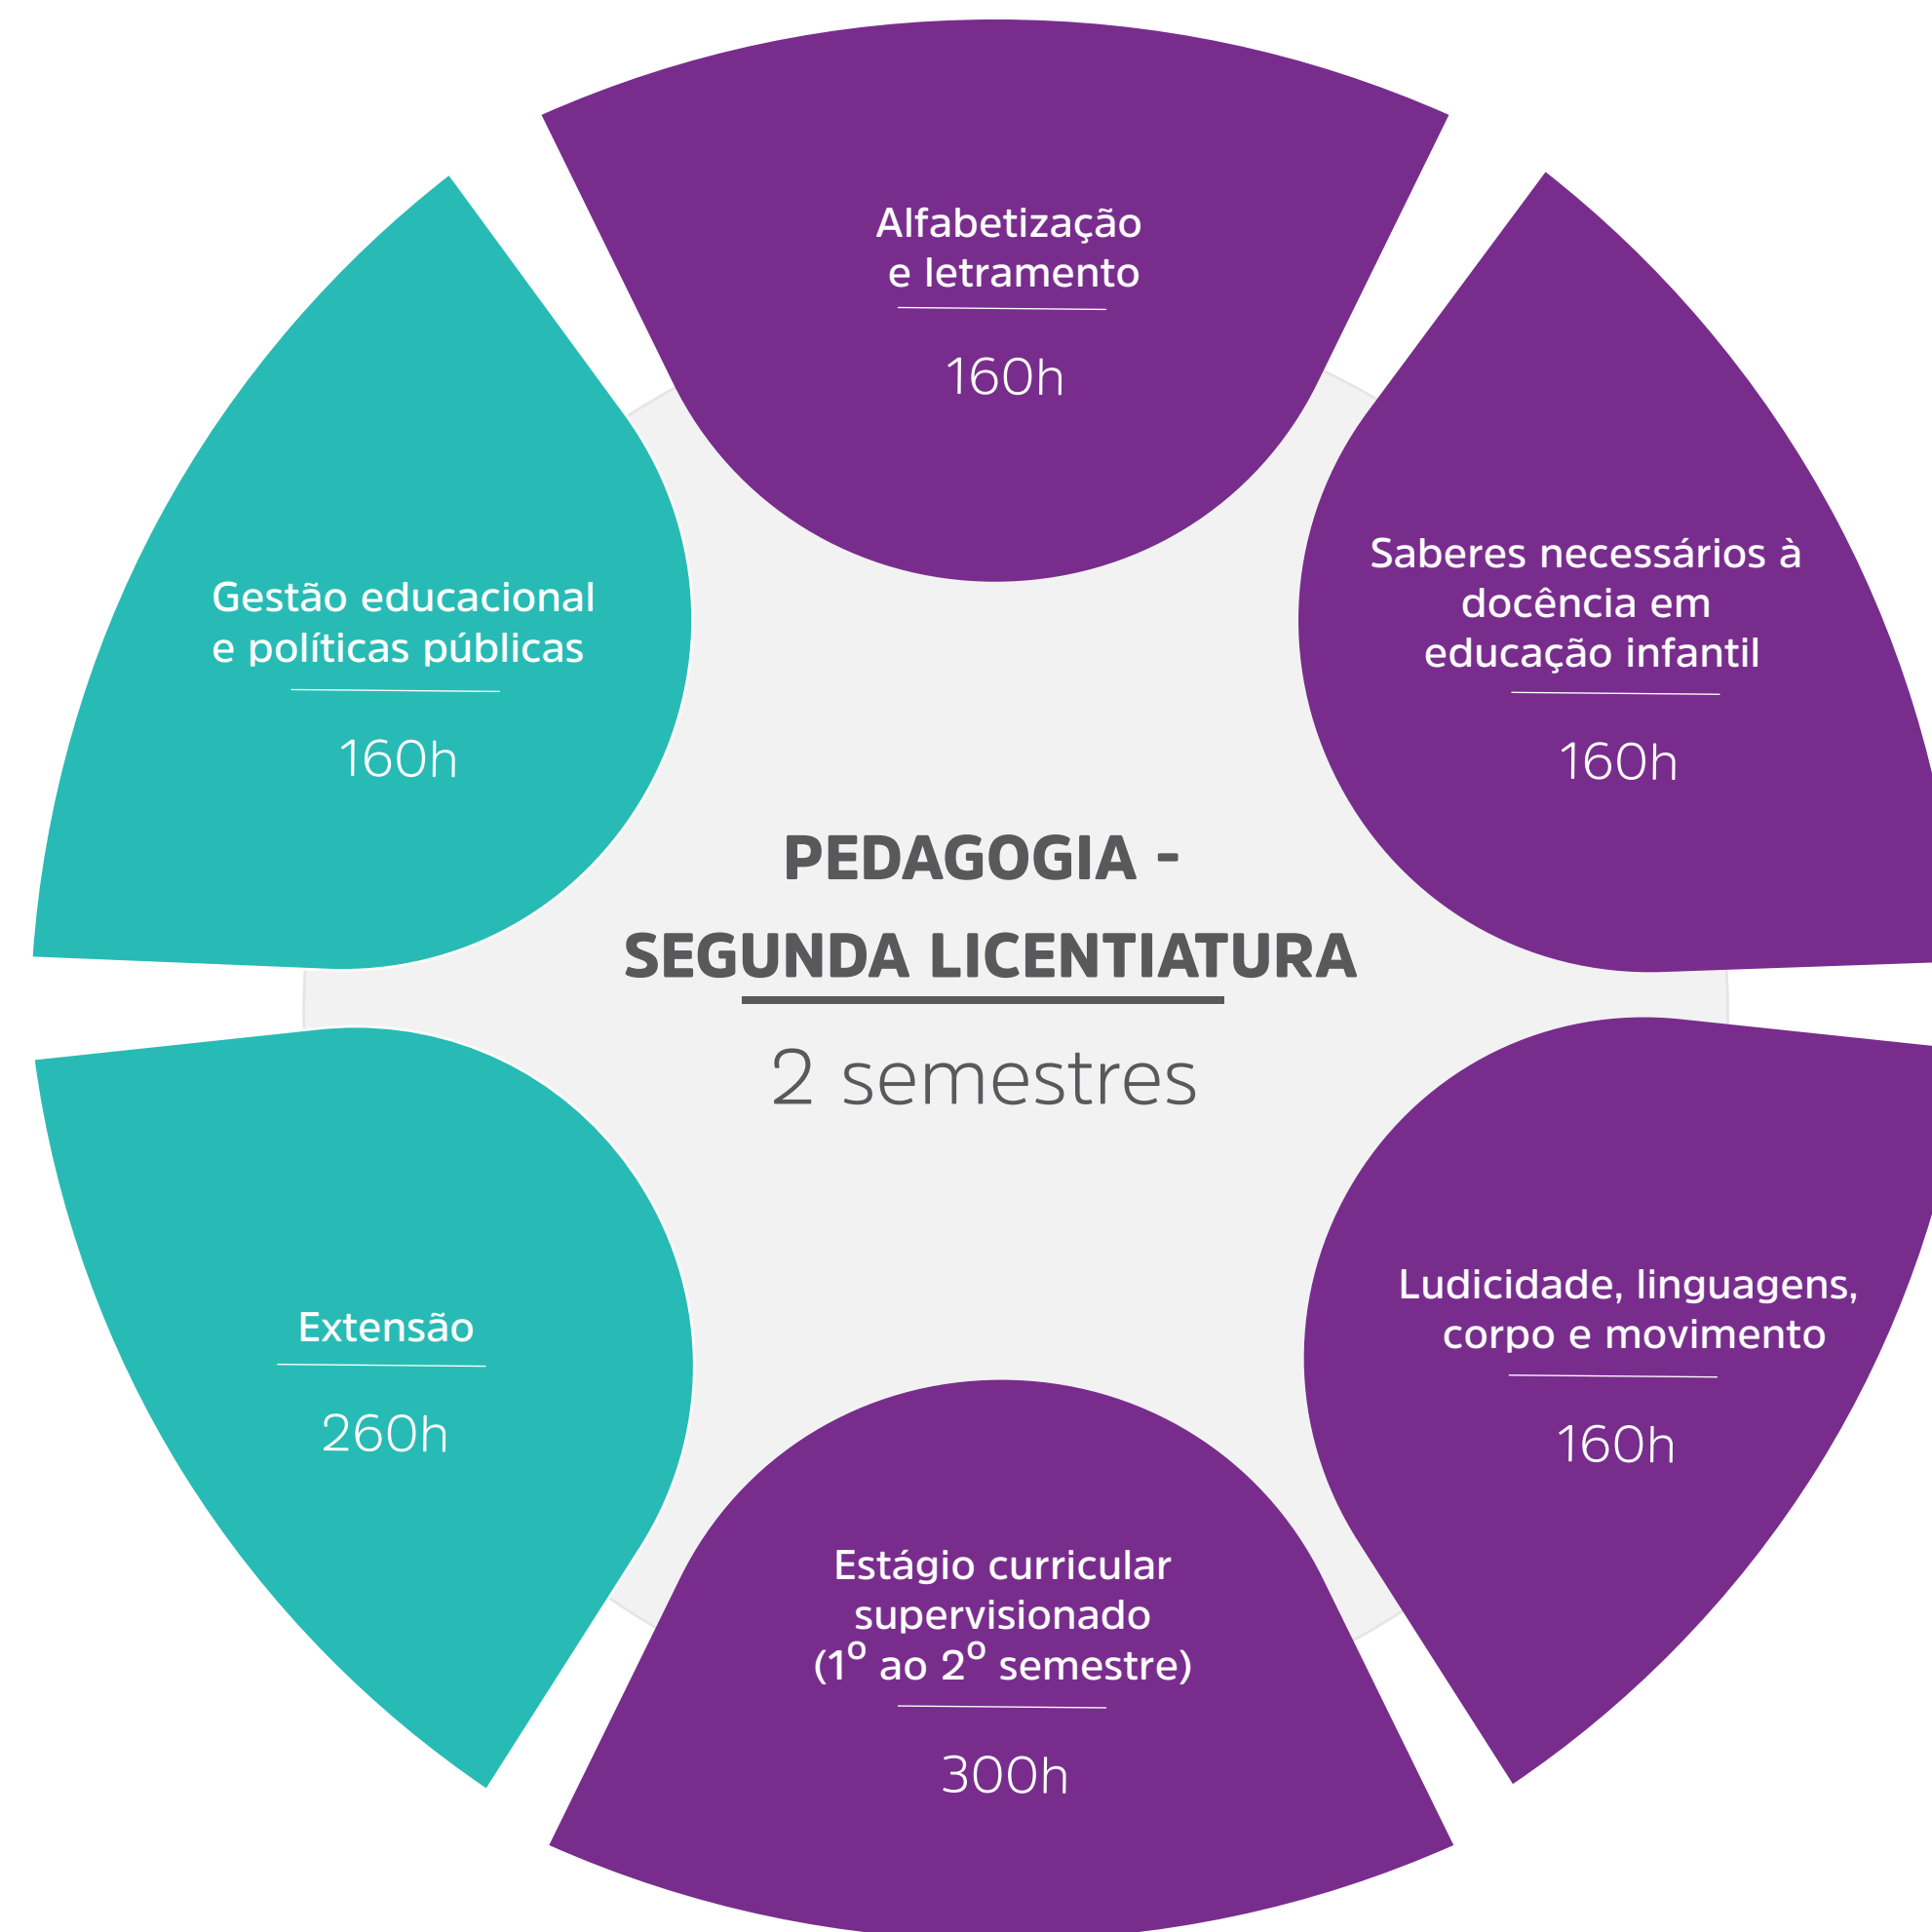 Alfabetização
e letramento
160h
Saberes necessários à
docência em
educação infantil
160h
Gestão educacional
e políticas públicas
160h
PEDAGOGIA -
SEGUNDA LICENTIATURA
2 semestres
Ludicidade, linguagens,
corpo e movimento
160h
Extensão
260h
Estágio curricular
supervisionado
(1º ao 2º semestre)
300h